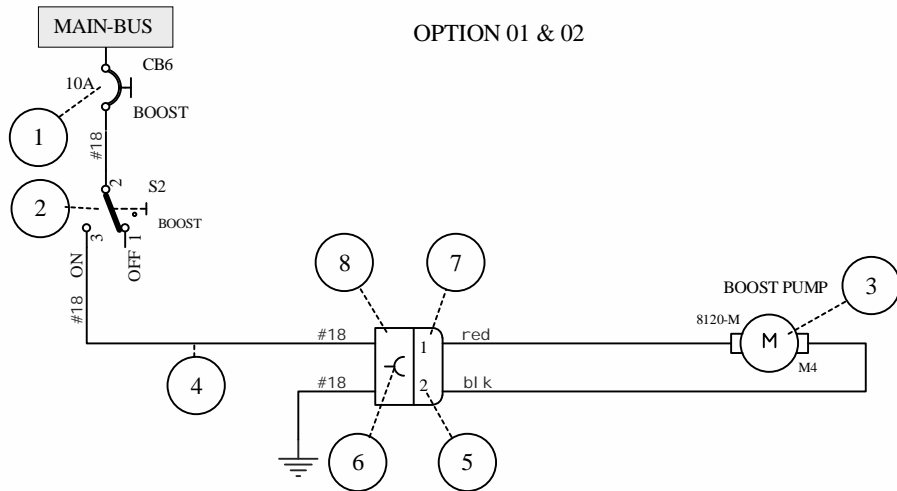 MAIN-BUS
OPTION 01 & 02
CB6
10A
BOOST
1
#18
2
S2
2
BOOST
3
1
ON
OFF
#18
8
7
BOOST PUMP
3
8120-M
M
M4
#18
1
red
#18
2
blk
4
6
5